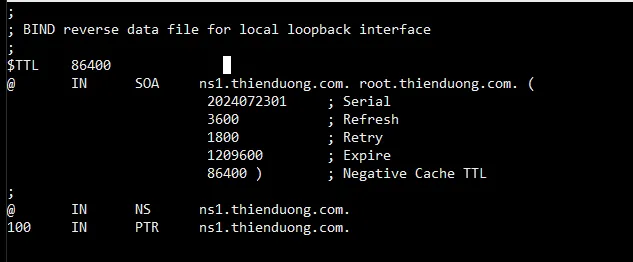 ;
; BIND reverse data file for local loopback interface
;
$TTL    86400
@       IN      SOA     ns1.thienduong.com. root.thienduong.com. (
                         2024072301     ; Serial
                         3600           ; Refresh
                         1800           ; Retry
                         1209600        ; Expire
                         86400 )        ; Negative Cache TTL
;
@       IN      NS      ns1.thienduong.com.
100     IN      PTR     ns1.thienduong.com.